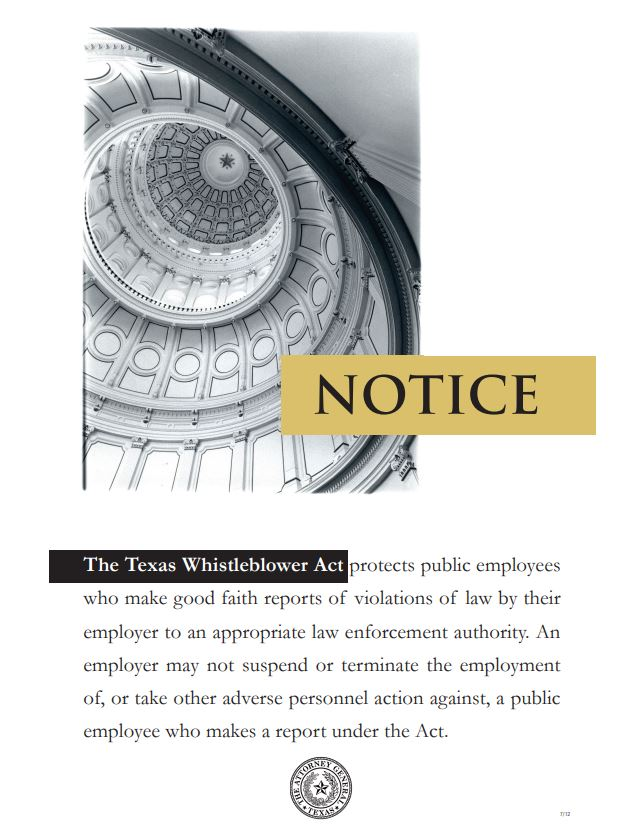 NOTICE
The Texas Whistleblower Act protects public employees
who make good faith reports of violations of law by their
employer to an appropriate law enforcement authority. An
employer may not suspend or terminate the employment
of, or take other adverse personnel action against, a public
employee who makes a report under the Act.
THE ATTORNEY GENERAL
TEXAS
7/12